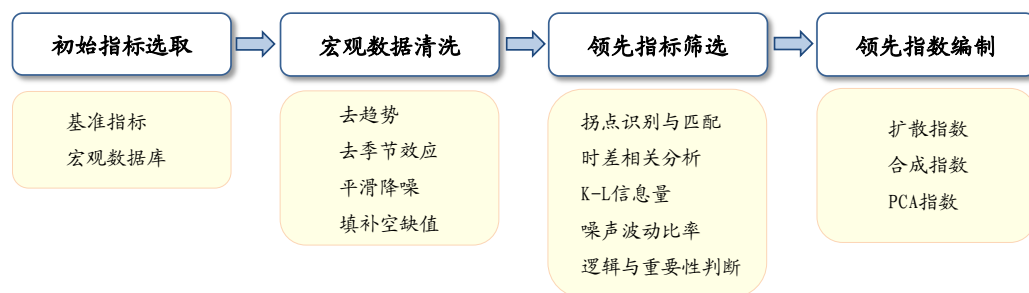 初始指标选取
宏观数据清洗
领先指标筛选
领先指数编制
基准指标
宏观数据库
去趋势
去季节效应
平滑降噪
填补空缺值
拐点识别与匹配
时差相关分析
K-L信息量
噪声波动比率
逻辑与重要性判断
扩散指数
合成指数
PCA指数